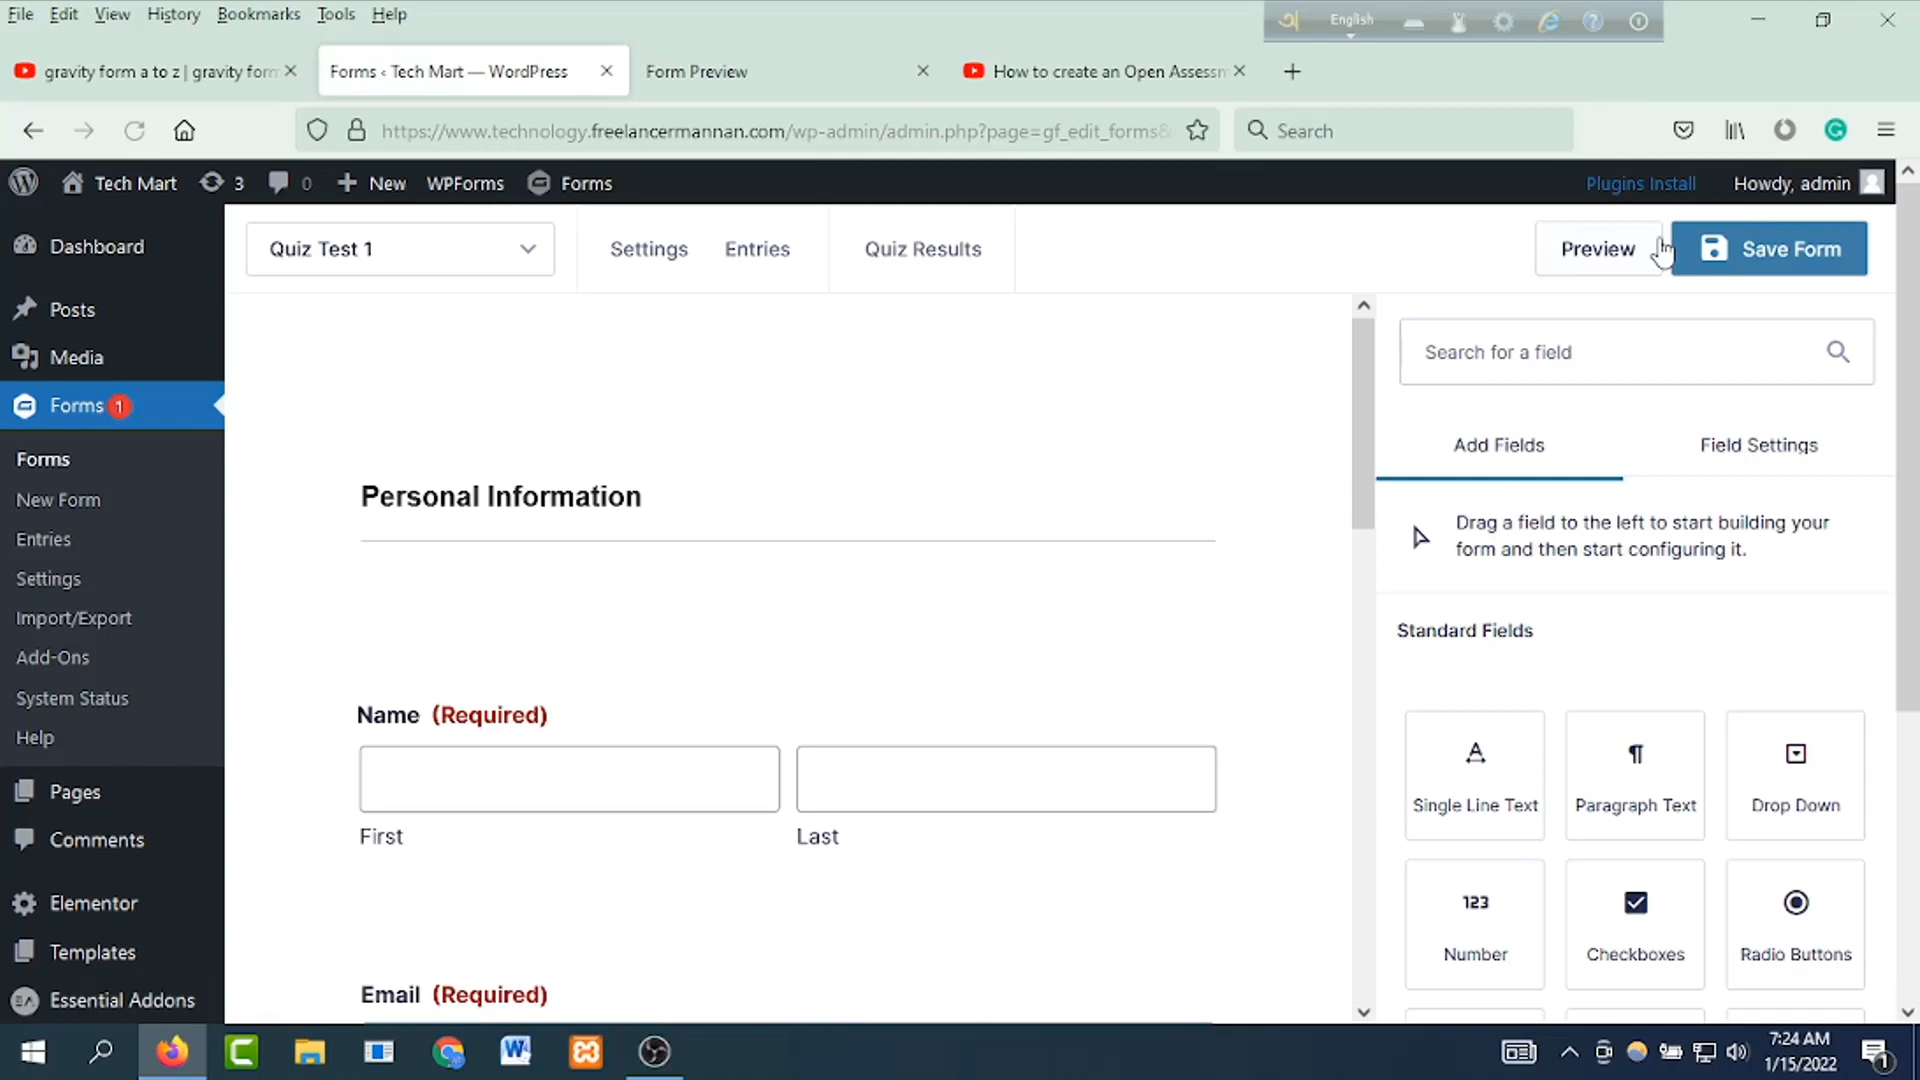 File Edit View History Bookmarks Tools Help
English
gravity form a to z | gravity form
Forms ‹ Tech Mart — WordPress
Form Preview
How to create an Open Assessm
https://www.technology.freelancermannan.com/wp-admin/admin.php?page=gf_edit_forms&
Search
Tech Mart 3 0 New WPForms Forms Plugins Install Howdy, admin
Dashboard
Posts
Media
Forms 1
Forms
New Form
Entries
Settings
Import/Export
Add-Ons
System Status
Help
Pages
Comments
Elementor
Templates
EA Essential Addons
Quiz Test 1 Settings Entries Quiz Results Preview Save Form
Personal Information
Name (Required)
First Last
Email (Required)
Search for a field
Add Fields Field Settings
Drag a field to the left to start building your
form and then start configuring it.
Standard Fields
Single Line Text Paragraph Text Drop Down
123
Number Checkboxes Radio Buttons
7:24 AM
1/15/2022
1